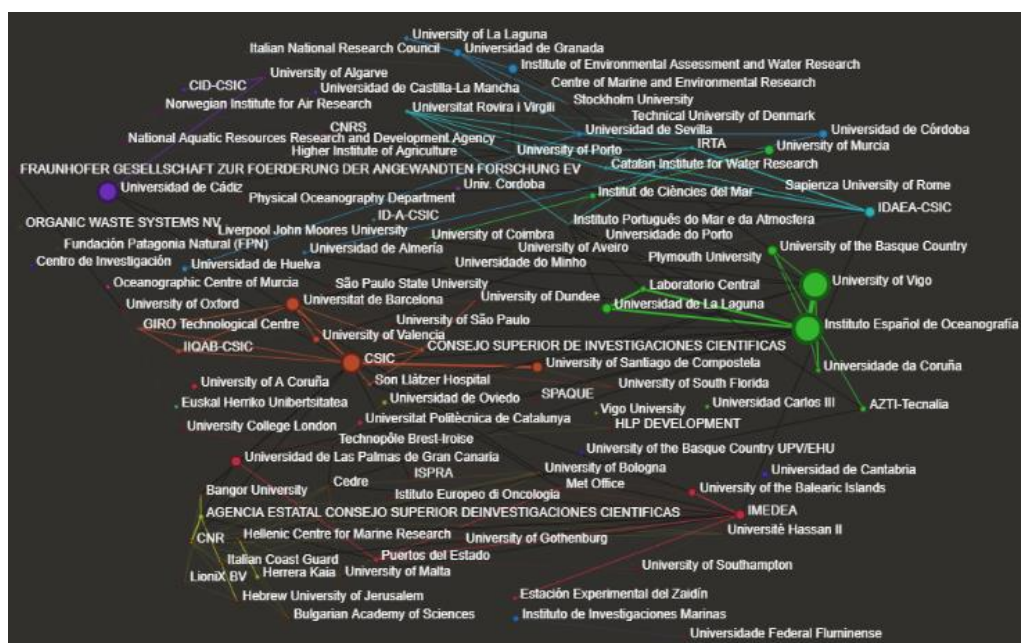 University of La Laguna
Italian National Research Council
Universidad de Granada
Institute of Environmental Assessment and Water Research
University of Algarve
Centre of Marine and Environmental Research
CID-CSIC
Universidad de Castilla-La Mancha
Stockholm University
Norwegian Institute for Air Research
Universitat Rovira i Virgili
Technical University of Denmark
CNRS
Universidad de Sevilla
Universidad de Córdoba
National Aquatic Resources Research and Development Agency
IRTA
University of Murcia
Higher Institute of Agriculture
University of Porto
Catalan Institute for Water Research
FRAUNHOFER GESELLSCHAFT ZUR FOERDERUNG DER ANGEWANDTEN FORSCHUNG EV
Universidad de Cádiz
Univ. Cordoba
Sapienza University of Rome
Physical Oceanography Department
Institut de Ciències del Mar
IDAEA-CSIC
ORGANIC WASTE SYSTEMS NV
ID-A-CSIC
Instituto Português do Mar e da Atmosfera
Liverpool John Moores University
University of Coimbra
Universidade do Porto
Fundación Patagonia Natural (FPN)
Universidad de Almería
University of Aveiro
University of the Basque Country
Centro de Investigación
Universidad de Huelva
Universidade do Minho
Plymouth University
Oceanographic Centre of Murcia
São Paulo State University
Laboratorio Central
University of Vigo
University of Oxford
Universitat de Barcelona
University of Dundee
Universidad de La Laguna
GIRO Technological Centre
University of São Paulo
Instituto Español de Oceanografía
University of Valencia
IIQAB-CSIC
CSIC
CONSEJO SUPERIOR DE INVESTIGACIONES CIENTIFICAS
University of Santiago de Compostela
Universidade da Coruña
University of A Coruña
Son Llàtzer Hospital
University of South Florida
Euskal Herriko Unibertsitatea
Universidad de Oviedo
SPAQUE
Universidad Carlos III
AZTI-Tecnalia
University College London
Universitat Politècnica de Catalunya
Vigo University
HLP DEVELOPMENT
Technopôle Brest-Iroise
University of the Basque Country UPV/EHU
Universidad de Las Palmas de Gran Canaria
ISPRA
University of Bologna
Universidad de Cantabria
Cedre
Met Office
Bangor University
Istituto Europeo di Oncologia
University of the Balearic Islands
AGENCIA ESTATAL CONSEJO SUPERIOR DEINVESTIGACIONES CIENTIFICAS
IMEDEA
CNR
Hellenic Centre for Marine Research
University of Gothenburg
Université Hassan II
Italian Coast Guard
Puertos del Estado
LioniX BV
Herrera Kaia
University of Malta
University of Southampton
Hebrew University of Jerusalem
Estación Experimental del Zaidín
Bulgarian Academy of Sciences
Instituto de Investigaciones Marinas
Universidade Federal Fluminense